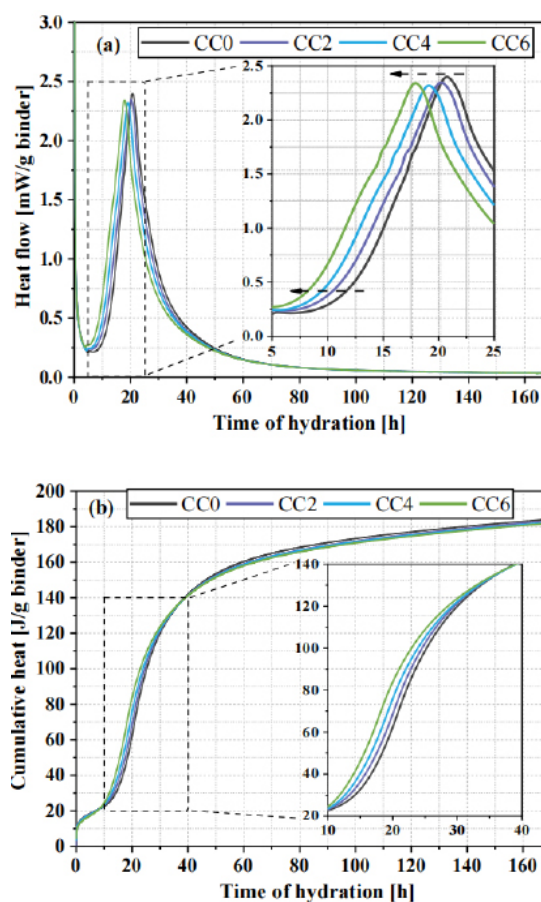 (a)
CC0 CC2 CC4 CC6
Heat flow [mW/g binder]
3.0
2.5
2.0
1.5
1.0
0.5
0.0
2.5
2.0
1.5
1.0
0.5
0.0
5 10 15 20 25
0 20 40 60 80 100 120 140 160
Time of hydration [h]
(b)
CC0 CC2 CC4 CC6
Cumulative heat [J/g binder]
200
180
160
140
120
100
80
60
40
20
0
140
120
100
80
60
40
20
10 20 30 40
0 20 40 60 80 100 120 140 160
Time of hydration [h]